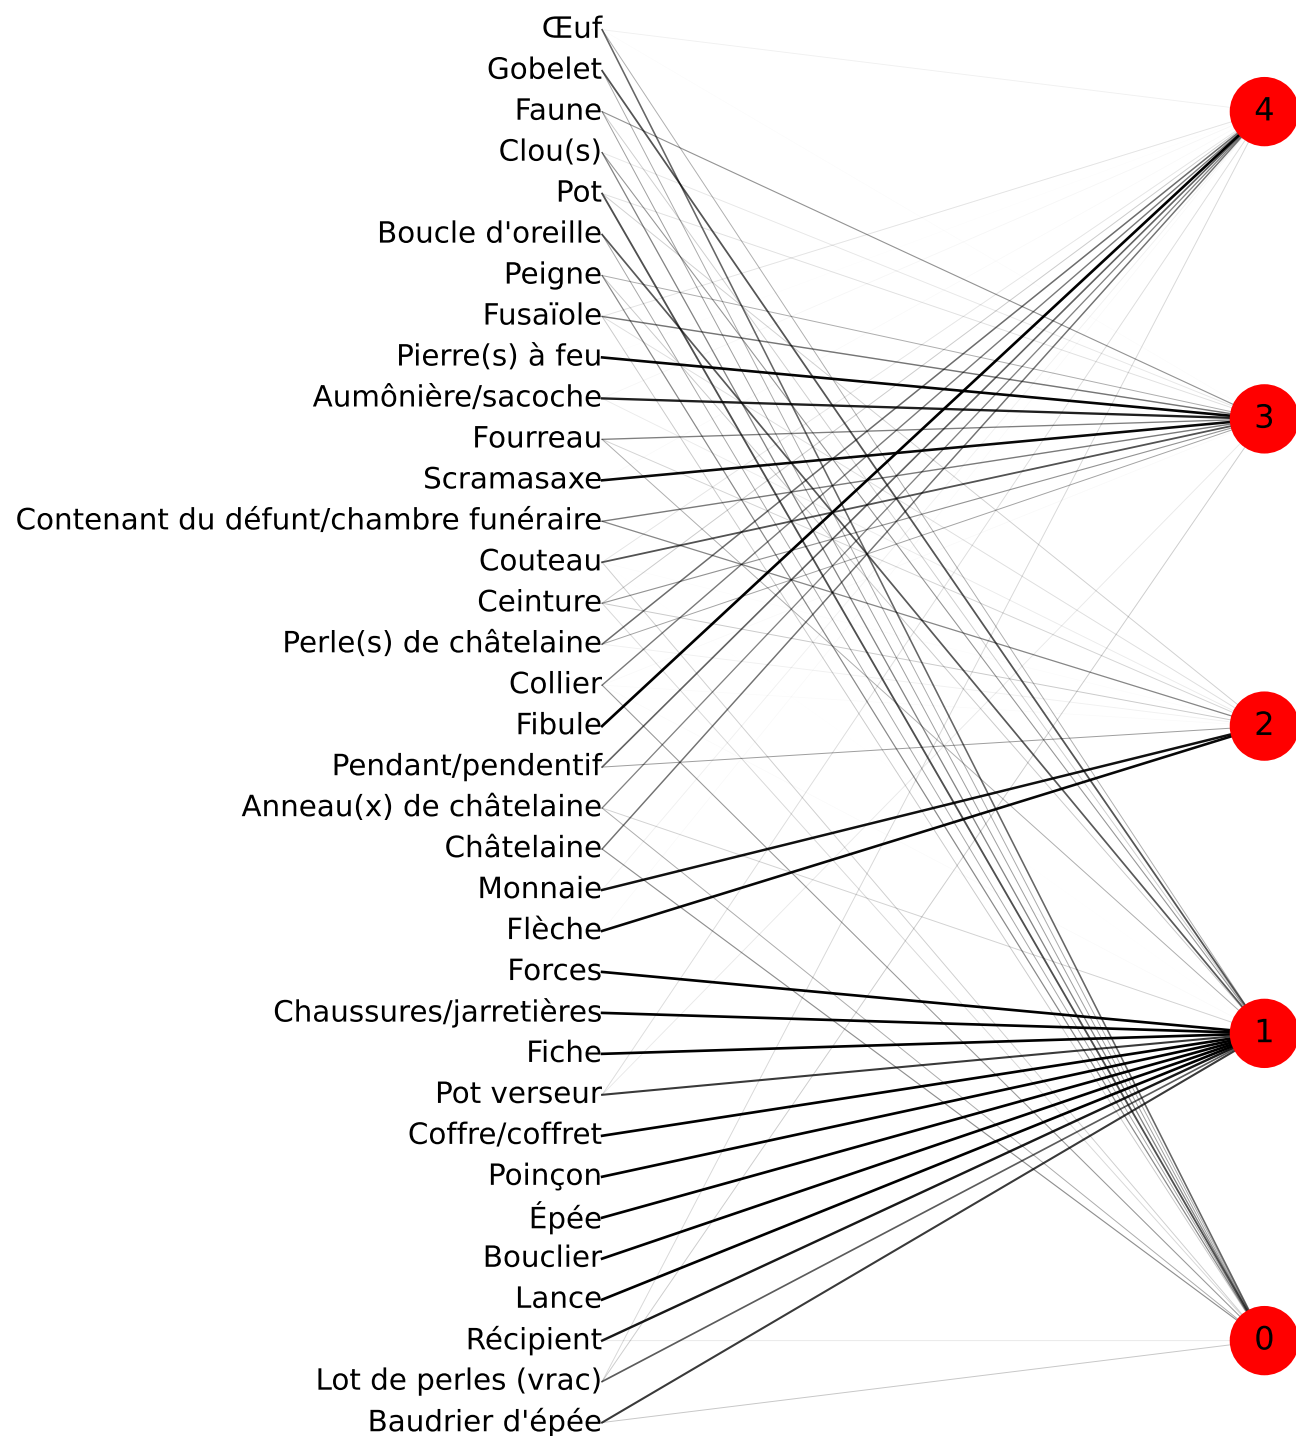 Œuf
Gobelet
Faune
Clou(s)
Pot
Boucle d'oreille
Peigne
Fusaïole
Pierre(s) à feu
Aumônière/sacoche
Fourreau
Scramasaxe
Contenant du défunt/chambre funéraire
Couteau
Ceinture
Perle(s) de châtelaine
Collier
Fibule
Pendant/pendentif
Anneau(x) de châtelaine
Châtelaine
Monnaie
Flèche
Forces
Chaussures/jarretières
Fiche
Pot verseur
Coffre/coffret
Poinçon
Épée
Bouclier
Lance
Récipient
Lot de perles (vrac)
Baudrier d'épée
4
3
2
1
0